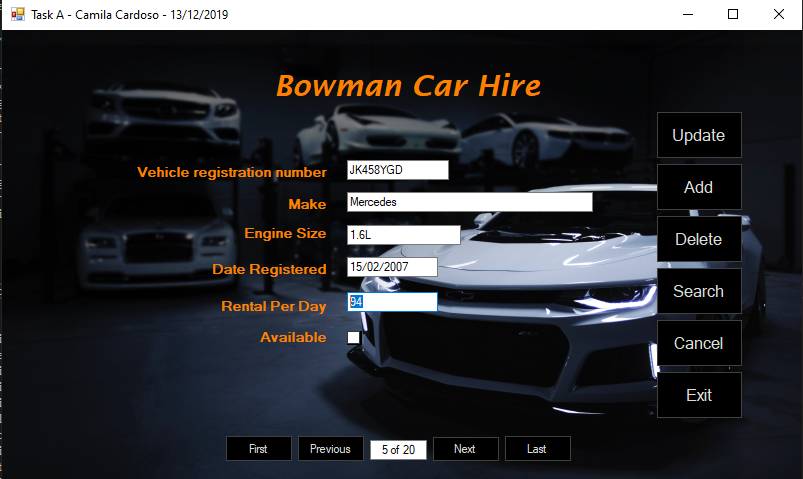 Task A - Camila Cardoso - 13/12/2019
Bowman Car Hire
Vehicle registration number JK458YGD
Make Mercedes
Engine Size 1.6L
Date Registered 15/02/2007
Rental Per Day 94
Available
Update
Add
Delete
Search
Cancel
Exit
First Previous 5 of 20 Next Last